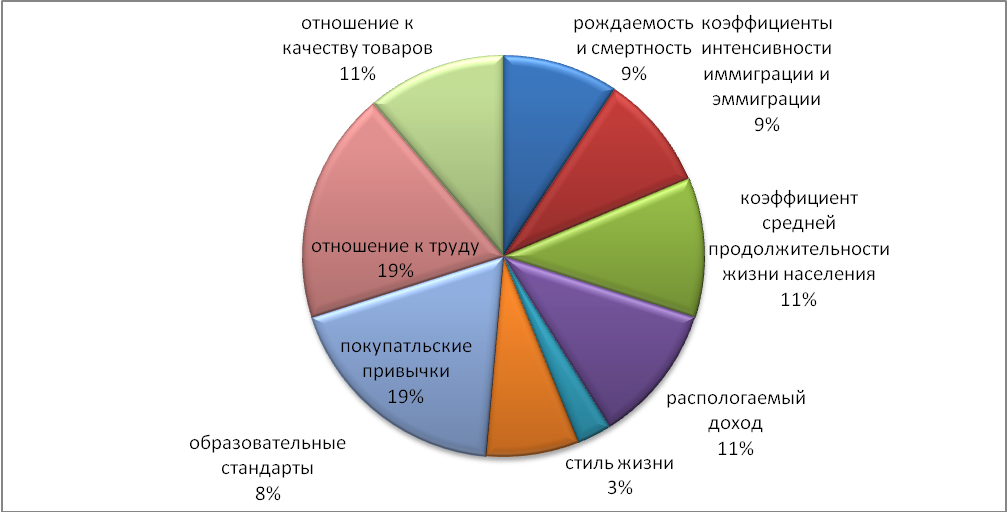 отношение к
качеству товаров
11%
рождаемость
и смертность
9%
коэффициенты
интенсивности
иммиграции и
эммиграции
9%
коэффициент
средней
продолжительности
жизни населения
11%
распологаемый
доход
11%
стиль жизни
3%
образовательные
стандарты
8%
покупатльские
привычки
19%
отношение к труду
19%